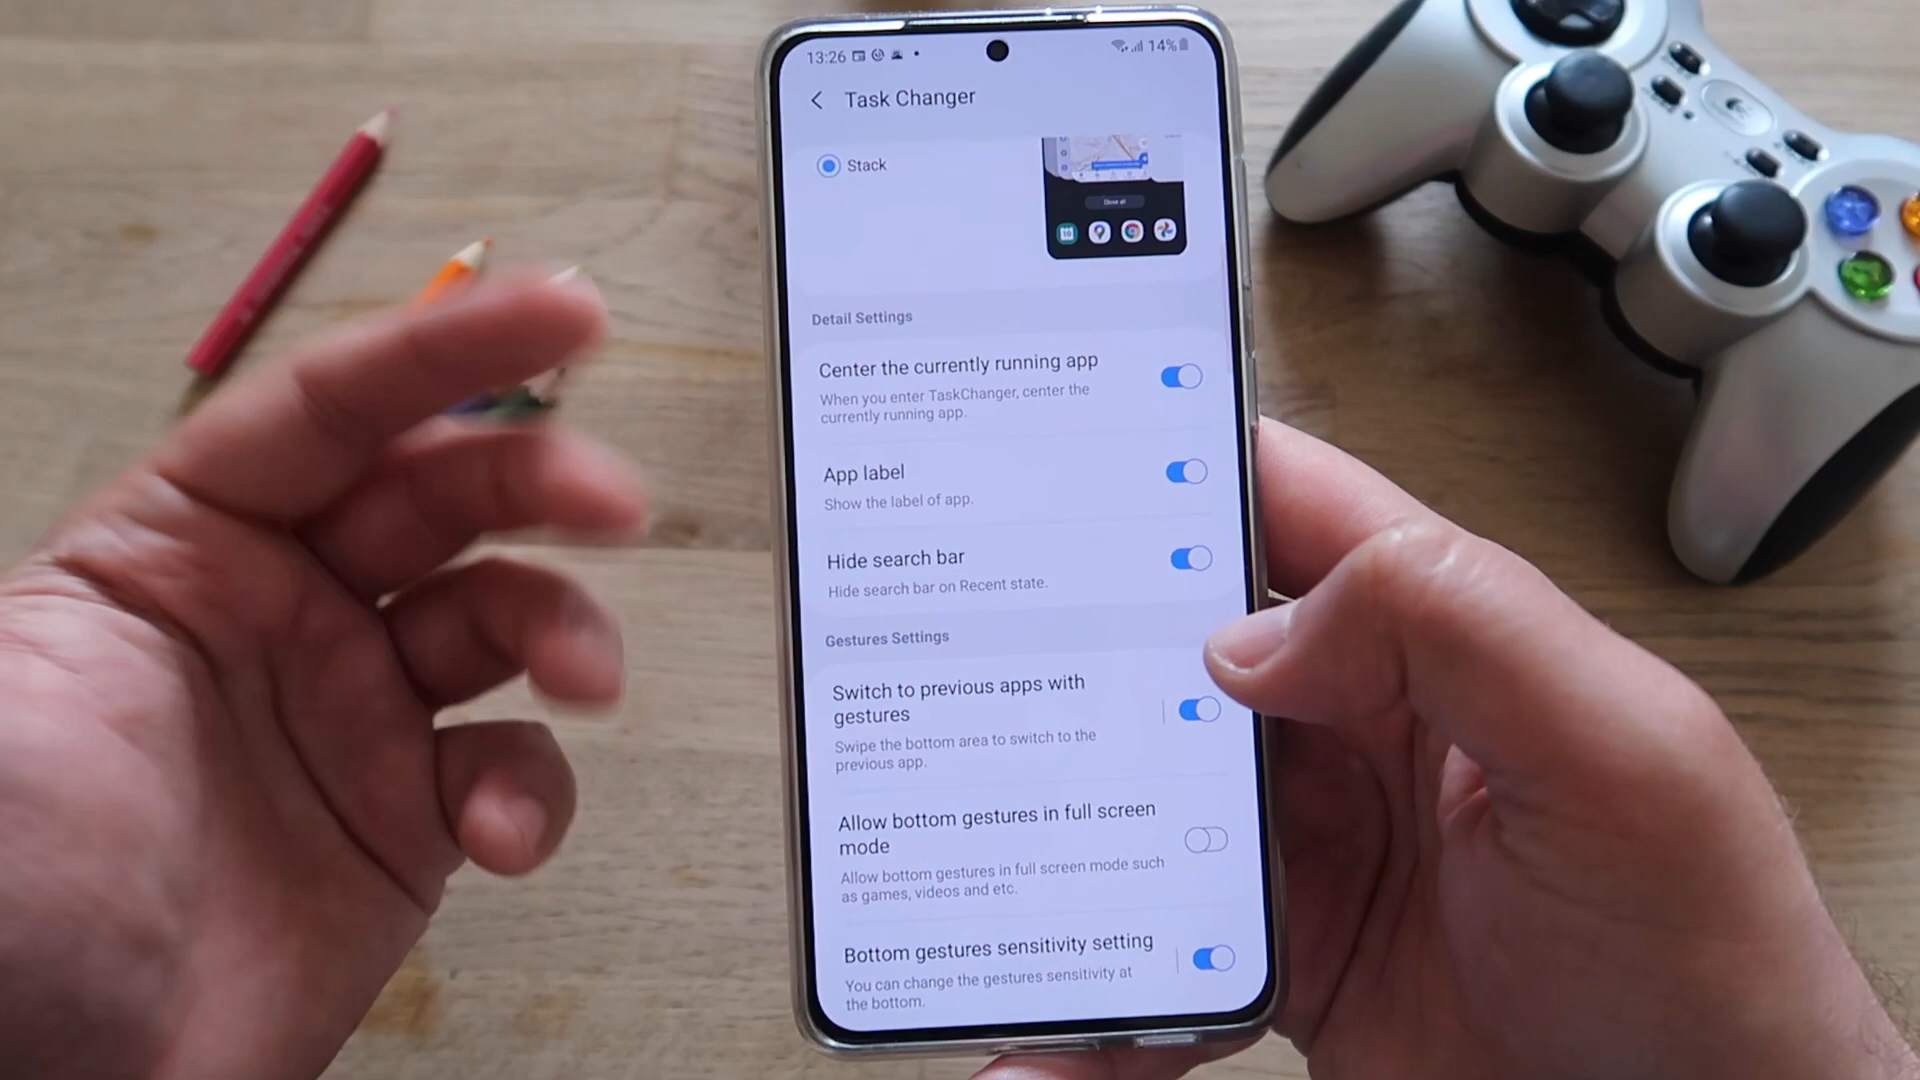 13:26
14%
Task Changer
Stack
Close all
Detail Settings
Center the currently running app
When you enter TaskChanger, center the
currently running app.
App label
Show the label of app.
Hide search bar
Hide search bar on Recent state.
Gestures Settings
Switch to previous apps with
gestures
Swipe the bottom area to switch to the
previous app.
Allow bottom gestures in full screen
mode
Allow bottom gestures in full screen mode such
as games, videos and etc.
Bottom gestures sensitivity setting
You can change the gestures sensitivity at
the bottom.